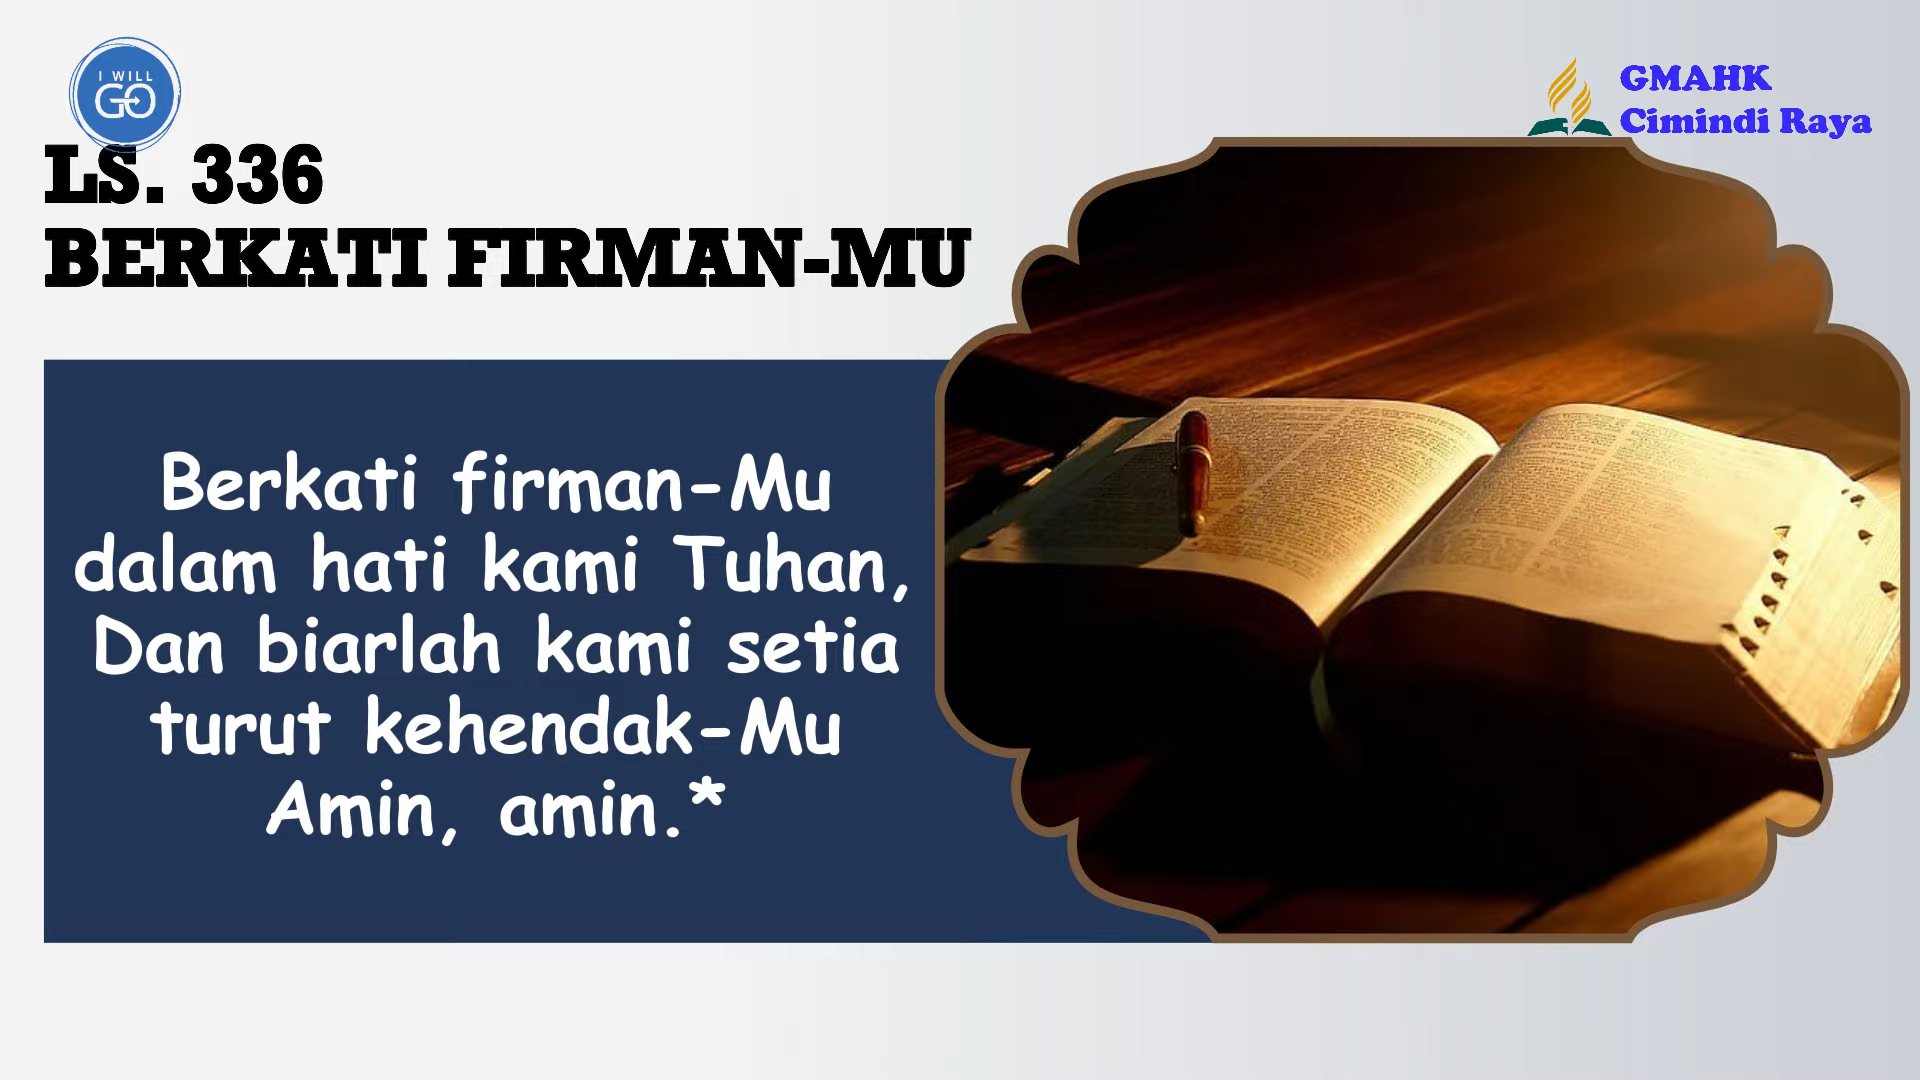 I WILL
GO
GMAHK
Cimindi Raya
LS. 336
BERKATI FIRMAN-MU
Berkati firman-Mu
dalam hati kami Tuhan,
Dan biarlah kami setia
turut kehendak-Mu
Amin, amin.*